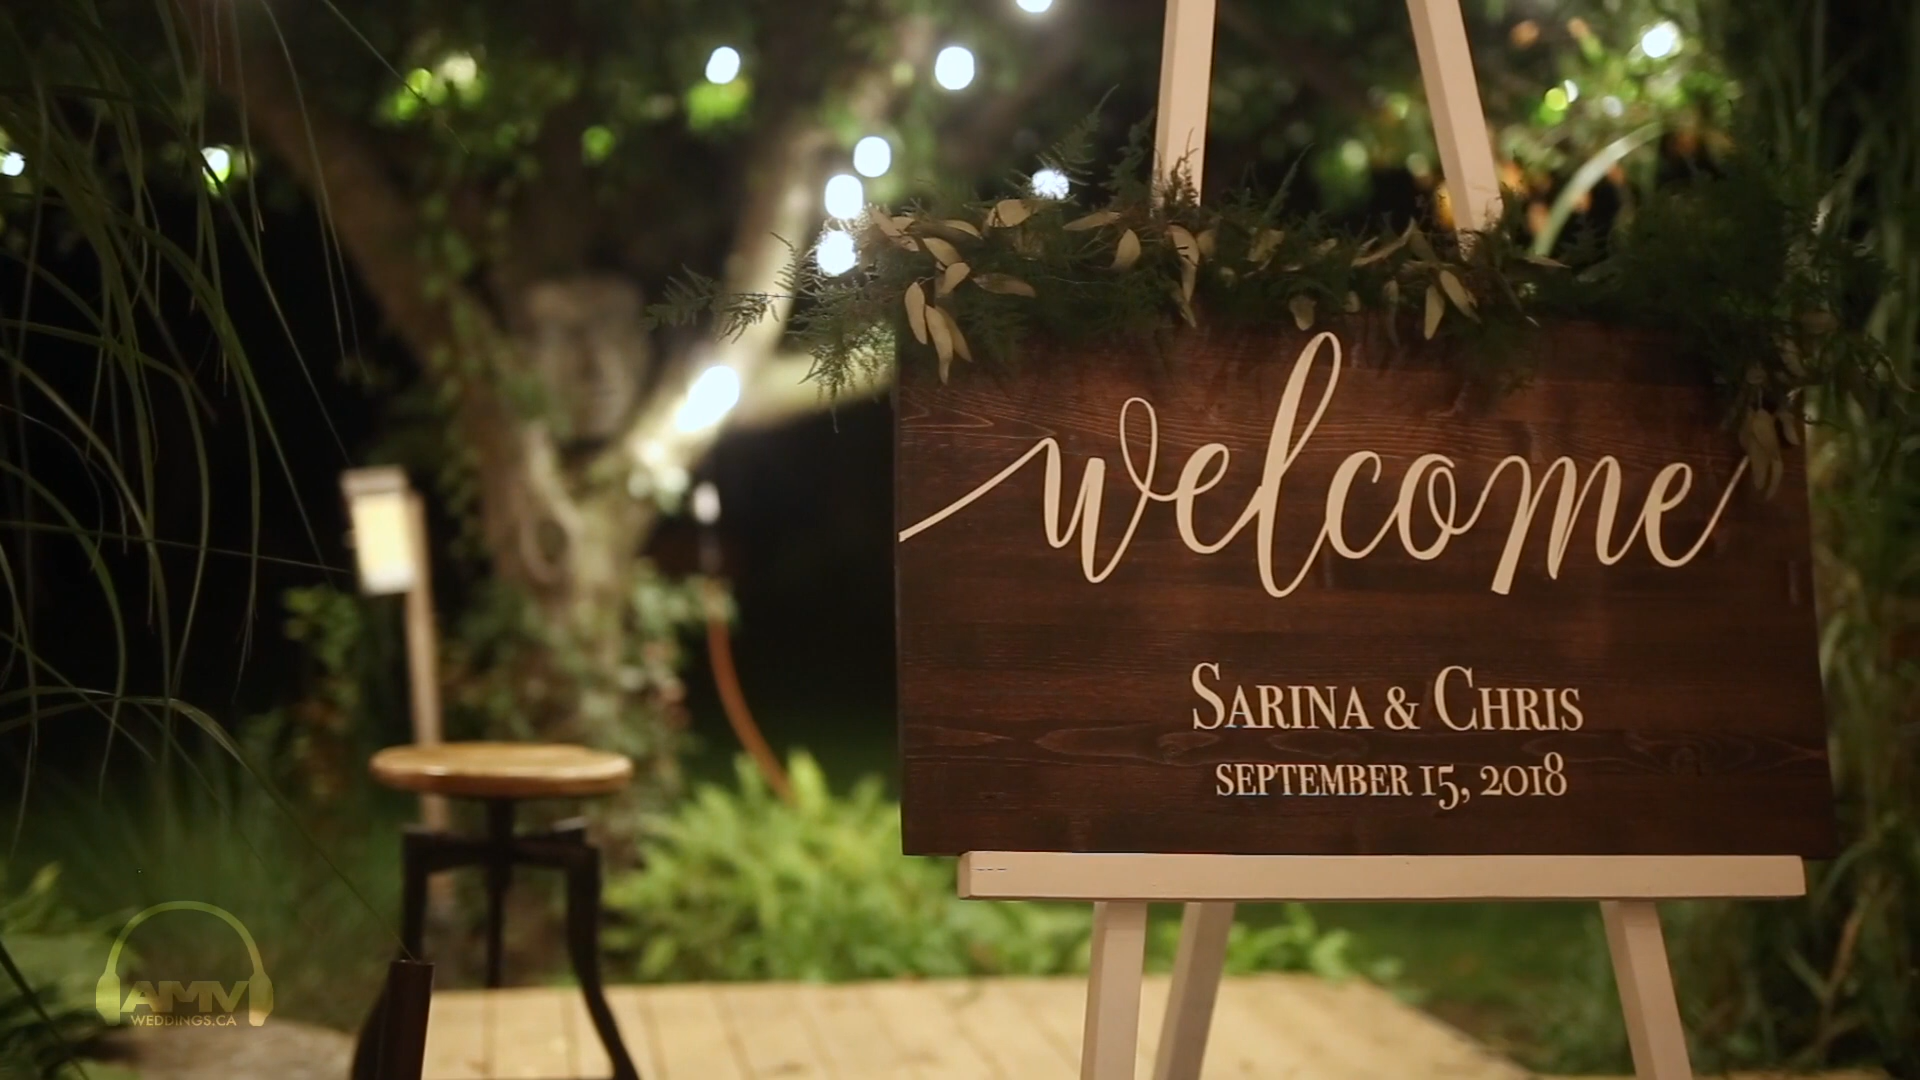 welcome
SARINA & CHRIS
SEPTEMBER 15, 2018
AMV
WEDDINGS.CA